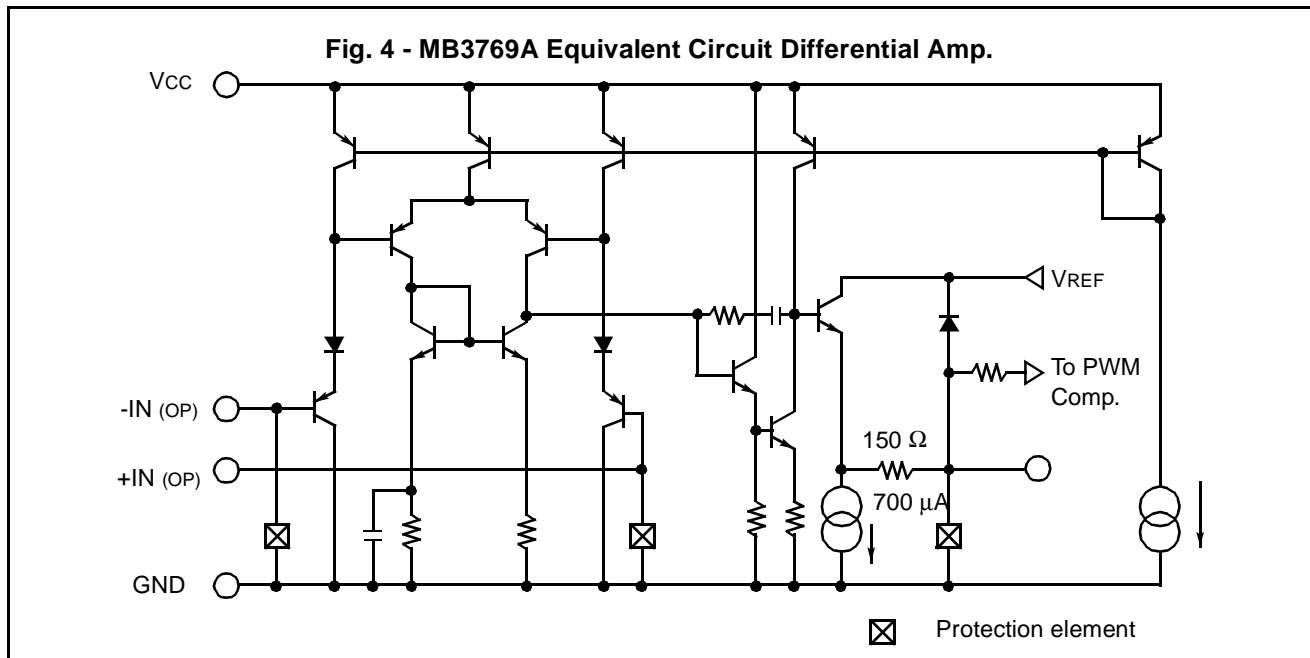 Fig. 4 - MB3769A Equivalent Circuit Differential Amp.
VCC
VREF
To PWM
Comp.
-IN (OP)
150 Ω
+IN (OP)
700 μA
GND
Protection element